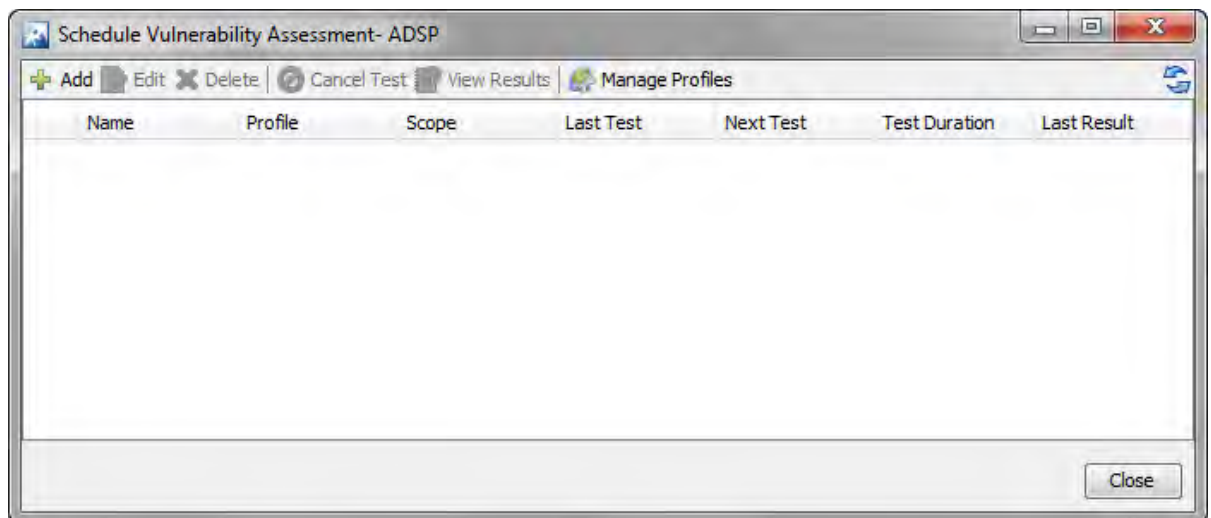 Schedule Vulnerability Assessment- ADSP
Add Edit Delete Cancel Test View Results Manage Profiles
Name Profile Scope Last Test Next Test Test Duration Last Result
Close